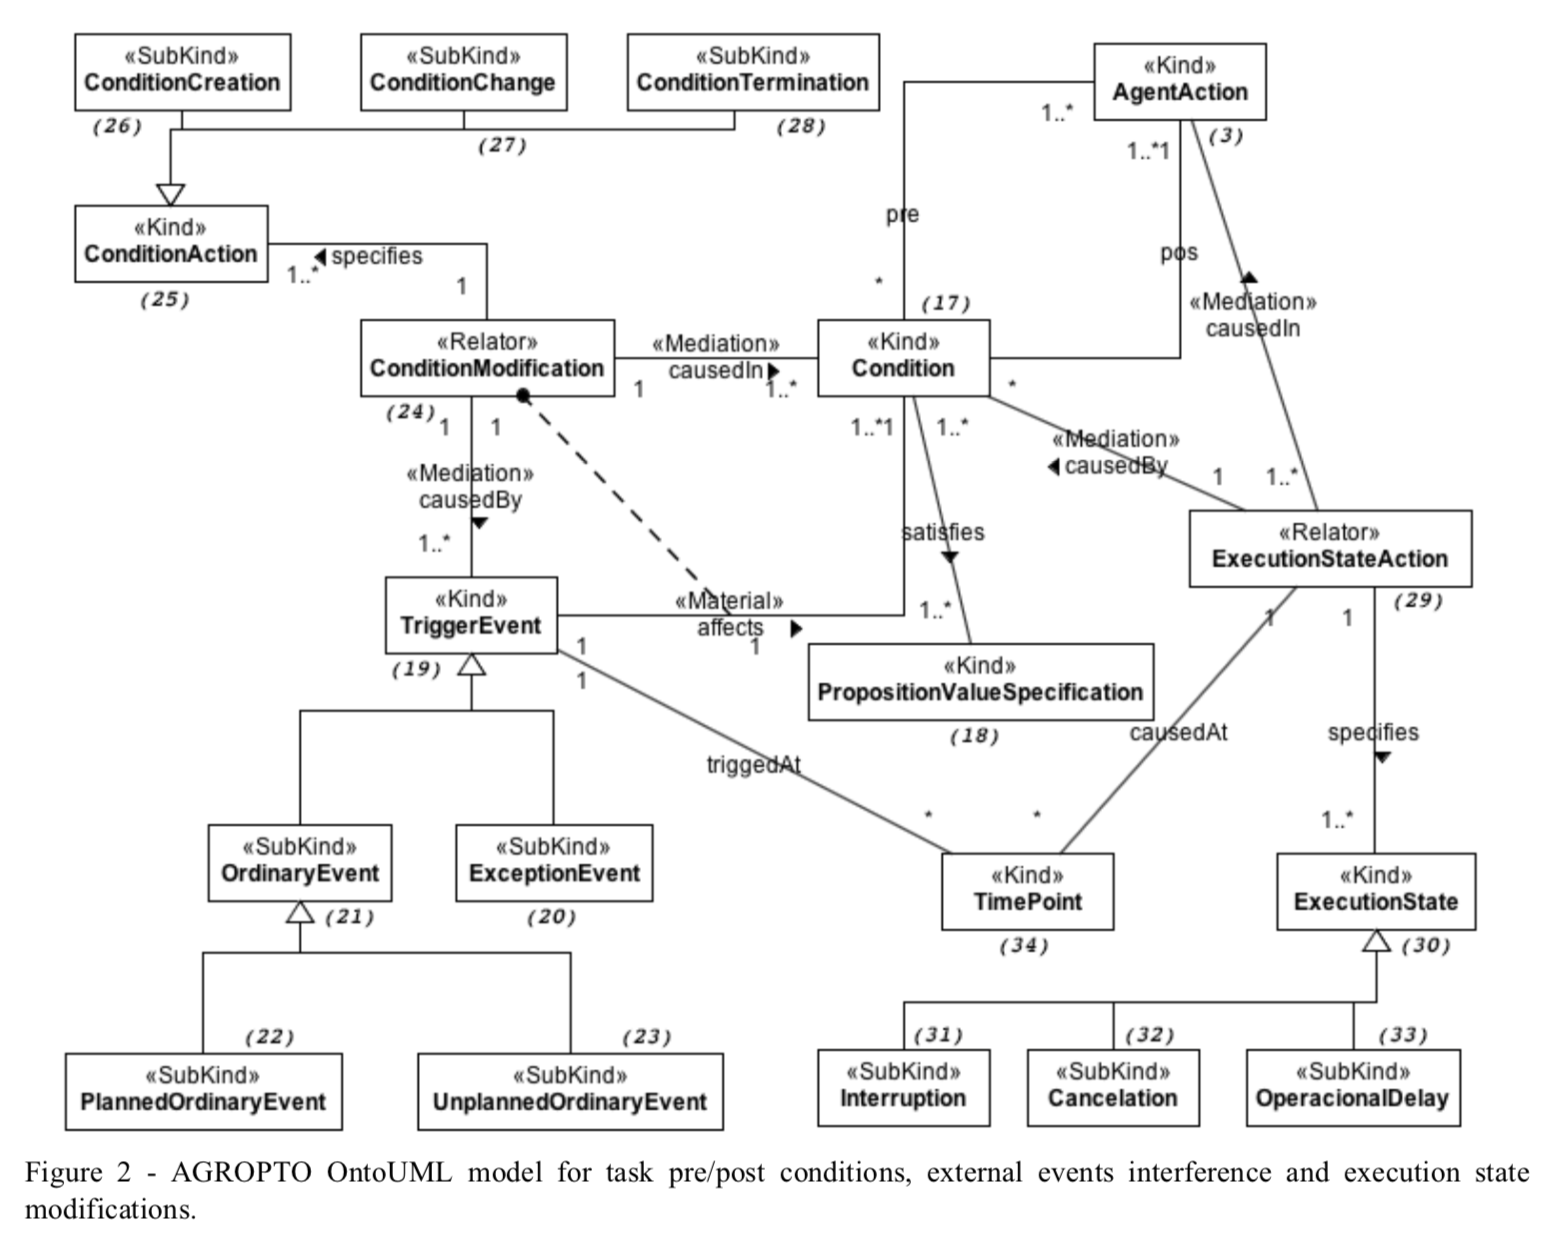 «SubKind»
ConditionCreation
(26)
«SubKind»
ConditionChange
(27)
«SubKind»
ConditionTermination
(28)
«Kind»
AgentAction
(3)
1..*
1..*1
pre
pos
«Kind»
ConditionAction
(25)
specifies
1..*
1
*
(17)
«Mediation»
causedIn
«Relator»
ConditionModification
(24)
«Mediation»
causedIn
1
1..*
«Kind»
Condition
*
1
1
1..*1
1..*
«Mediation»
causedBy
1
1..*
«Mediation»
causedBy
1..*
satisfies
«Relator»
ExecutionStateAction
(29)
«Kind»
TriggerEvent
(19)
«Material»
affects
1
1
1
1..*
1
1
«Kind»
PropositionValueSpecification
(18)
triggedAt
causedAt
specifies
*
*
1..*
«SubKind»
OrdinaryEvent
(21)
«SubKind»
ExceptionEvent
(20)
«Kind»
TimePoint
(34)
«Kind»
ExecutionState
(30)
(22)
«SubKind»
PlannedOrdinaryEvent
(23)
«SubKind»
UnplannedOrdinaryEvent
(31)
«SubKind»
Interruption
(32)
«SubKind»
Cancelation
(33)
«SubKind»
OperacionalDelay
Figure 2 - AGROPTO OntoUML model for task pre/post conditions, external events interference and execution state
modifications.